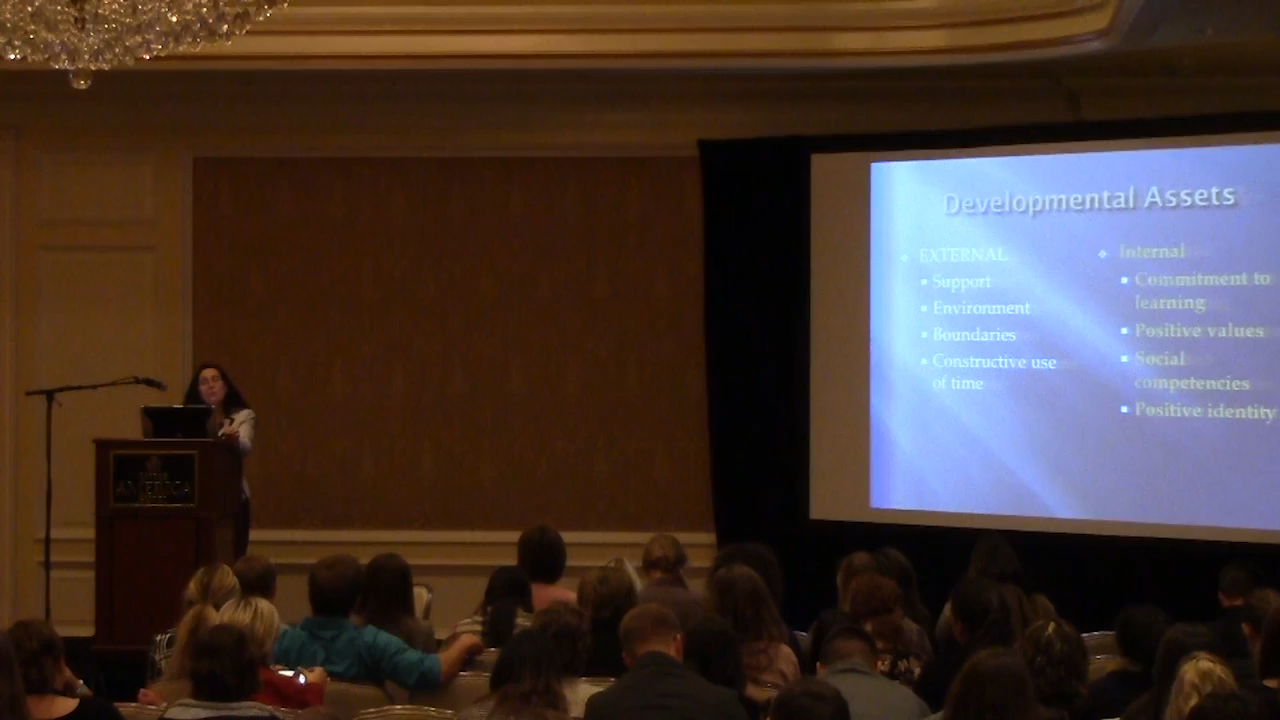 Developmental Assets
EXTERNAL
Support
Environment
Boundaries
Constructive use
of time
Internal
Commitment to
learning
Positive values
Social
competencies
Positive identity
AMERICA